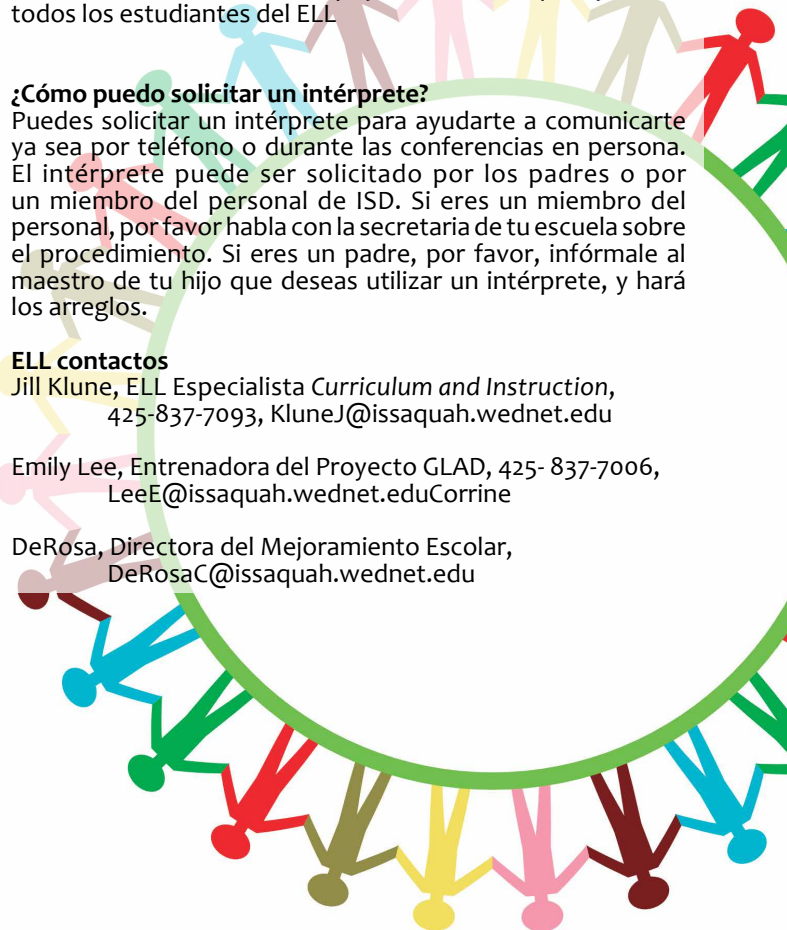 todos los estudiantes del ELL
¿Cómo puedo solicitar un intérprete?
Puedes solicitar un intérprete para ayudarte a comunicarte
ya sea por teléfono o durante las conferencias en persona.
El intérprete puede ser solicitado por los padres o por
un miembro del personal de ISD. Si eres un miembro del
personal, por favor habla con la secretaria de tu escuela sobre
el procedimiento. Si eres un padre, por favor, infórmale al
maestro de tu hijo que deseas utilizar un intérprete, y hará
los arreglos.
ELL contactos
Jill Klune, ELL Especialista Curriculum and Instruction,
425-837-7093, KluneJ@issaquah.wednet.edu
Emily Lee, Entrenadora del Proyecto GLAD, 425- 837-7006,
LeeE@issaquah.wednet.eduCorrine
DeRosa, Directora del Mejoramiento Escolar,
DeRosaC@issaquah.wednet.edu